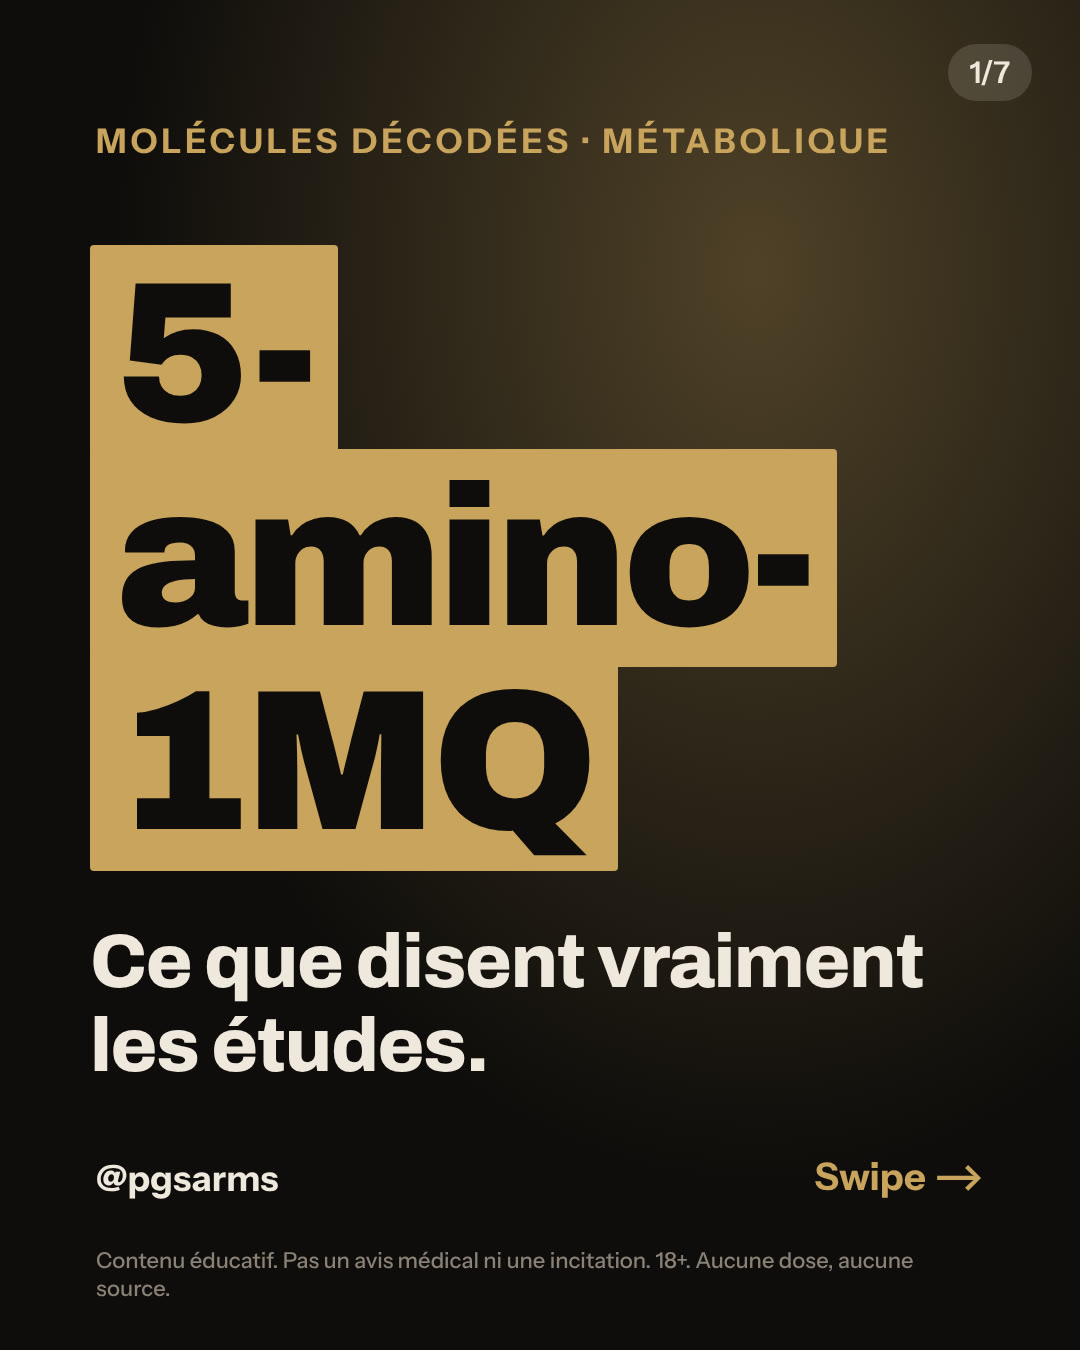 1/7
MOLÉCULES DÉCODÉES · MÉTABOLIQUE
5-
amino-
1MQ
Ce que disent vraiment
les études.
@pgsarms
Swipe →
Contenu éducatif. Pas un avis médical ni une incitation. 18+. Aucune dose, aucune
source.